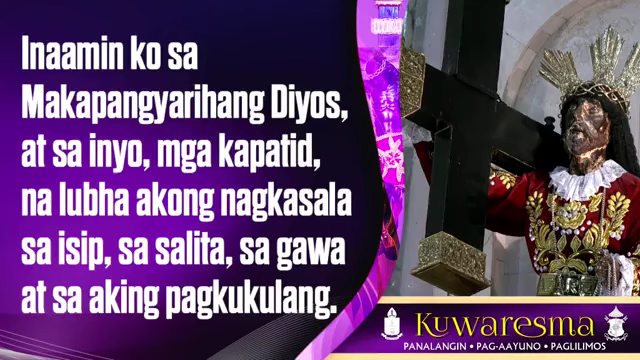 Inaamin ko sa
Makapangyarihang Diyos,
at sa inyo, mga kapatid,
na lubha akong nagkasala
sa isip, sa salita, sa gawa
at sa aking pagkukulang.
Kuwaresma
PANALANGIN • PAG-AAYUNO • PAGLILIMOS